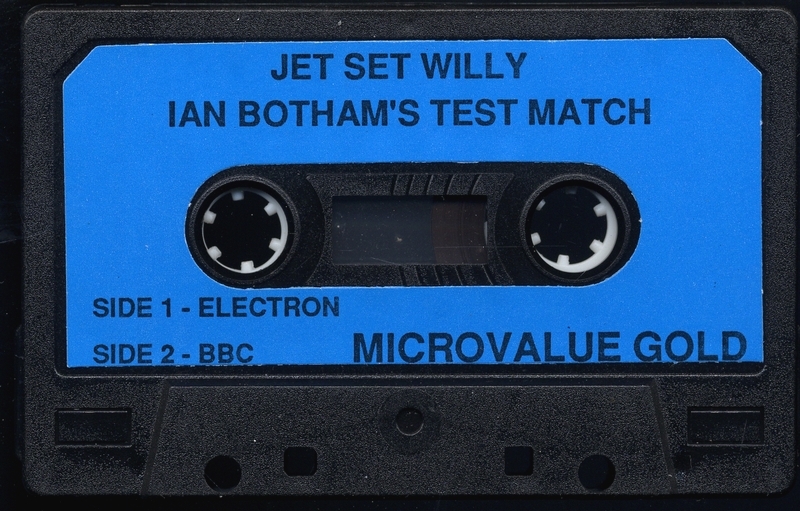 JET SET WILLY
IAN BOTHAM'S TEST MATCH
SIDE 1 - ELECTRON
SIDE 2 - BBC
MICROVALUE GOLD